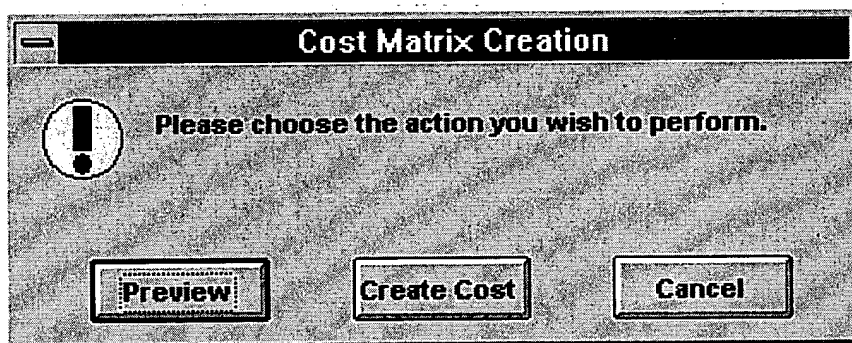 Cost Matrix Creation
Please choose the action you wish to perform.
Preview
Create Cost
Cancel